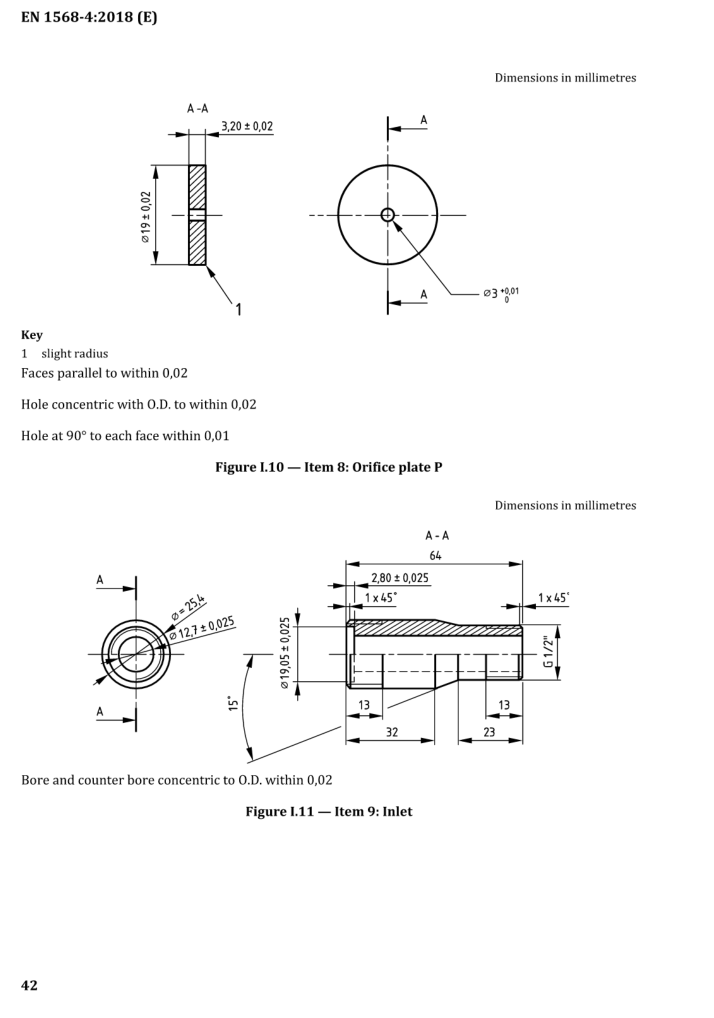 EN 1568-4:2018 (E)
Dimensions in millimetres
A -A
3,20 ± 0,02
⌀19 ± 0,02
1
A
A
⌀3 +0,01 0
Key
1 slight radius
Faces parallel to within 0,02
Hole concentric with O.D. to within 0,02
Hole at 90° to each face within 0,01
Figure I.10 — Item 8: Orifice plate P
Dimensions in millimetres
A
⌀ = 25,4
⌀ 12,7 ± 0,025
A
A - A
64
2,80 ± 0,025
1 x 45°
1 x 45°
⌀19,05 ± 0,025
G 1/2"
15°
13
13
32
23
Bore and counter bore concentric to O.D. within 0,02
Figure I.11 — Item 9: Inlet
42